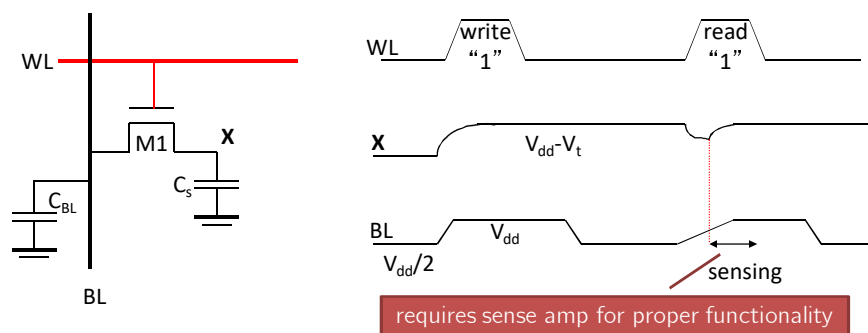 WL
M1
X
C_s
C_BL
BL
WL
write
“1”
read
“1”
X
V_dd-V_t
BL
V_dd
V_dd/2
sensing
requires sense amp for proper functionality